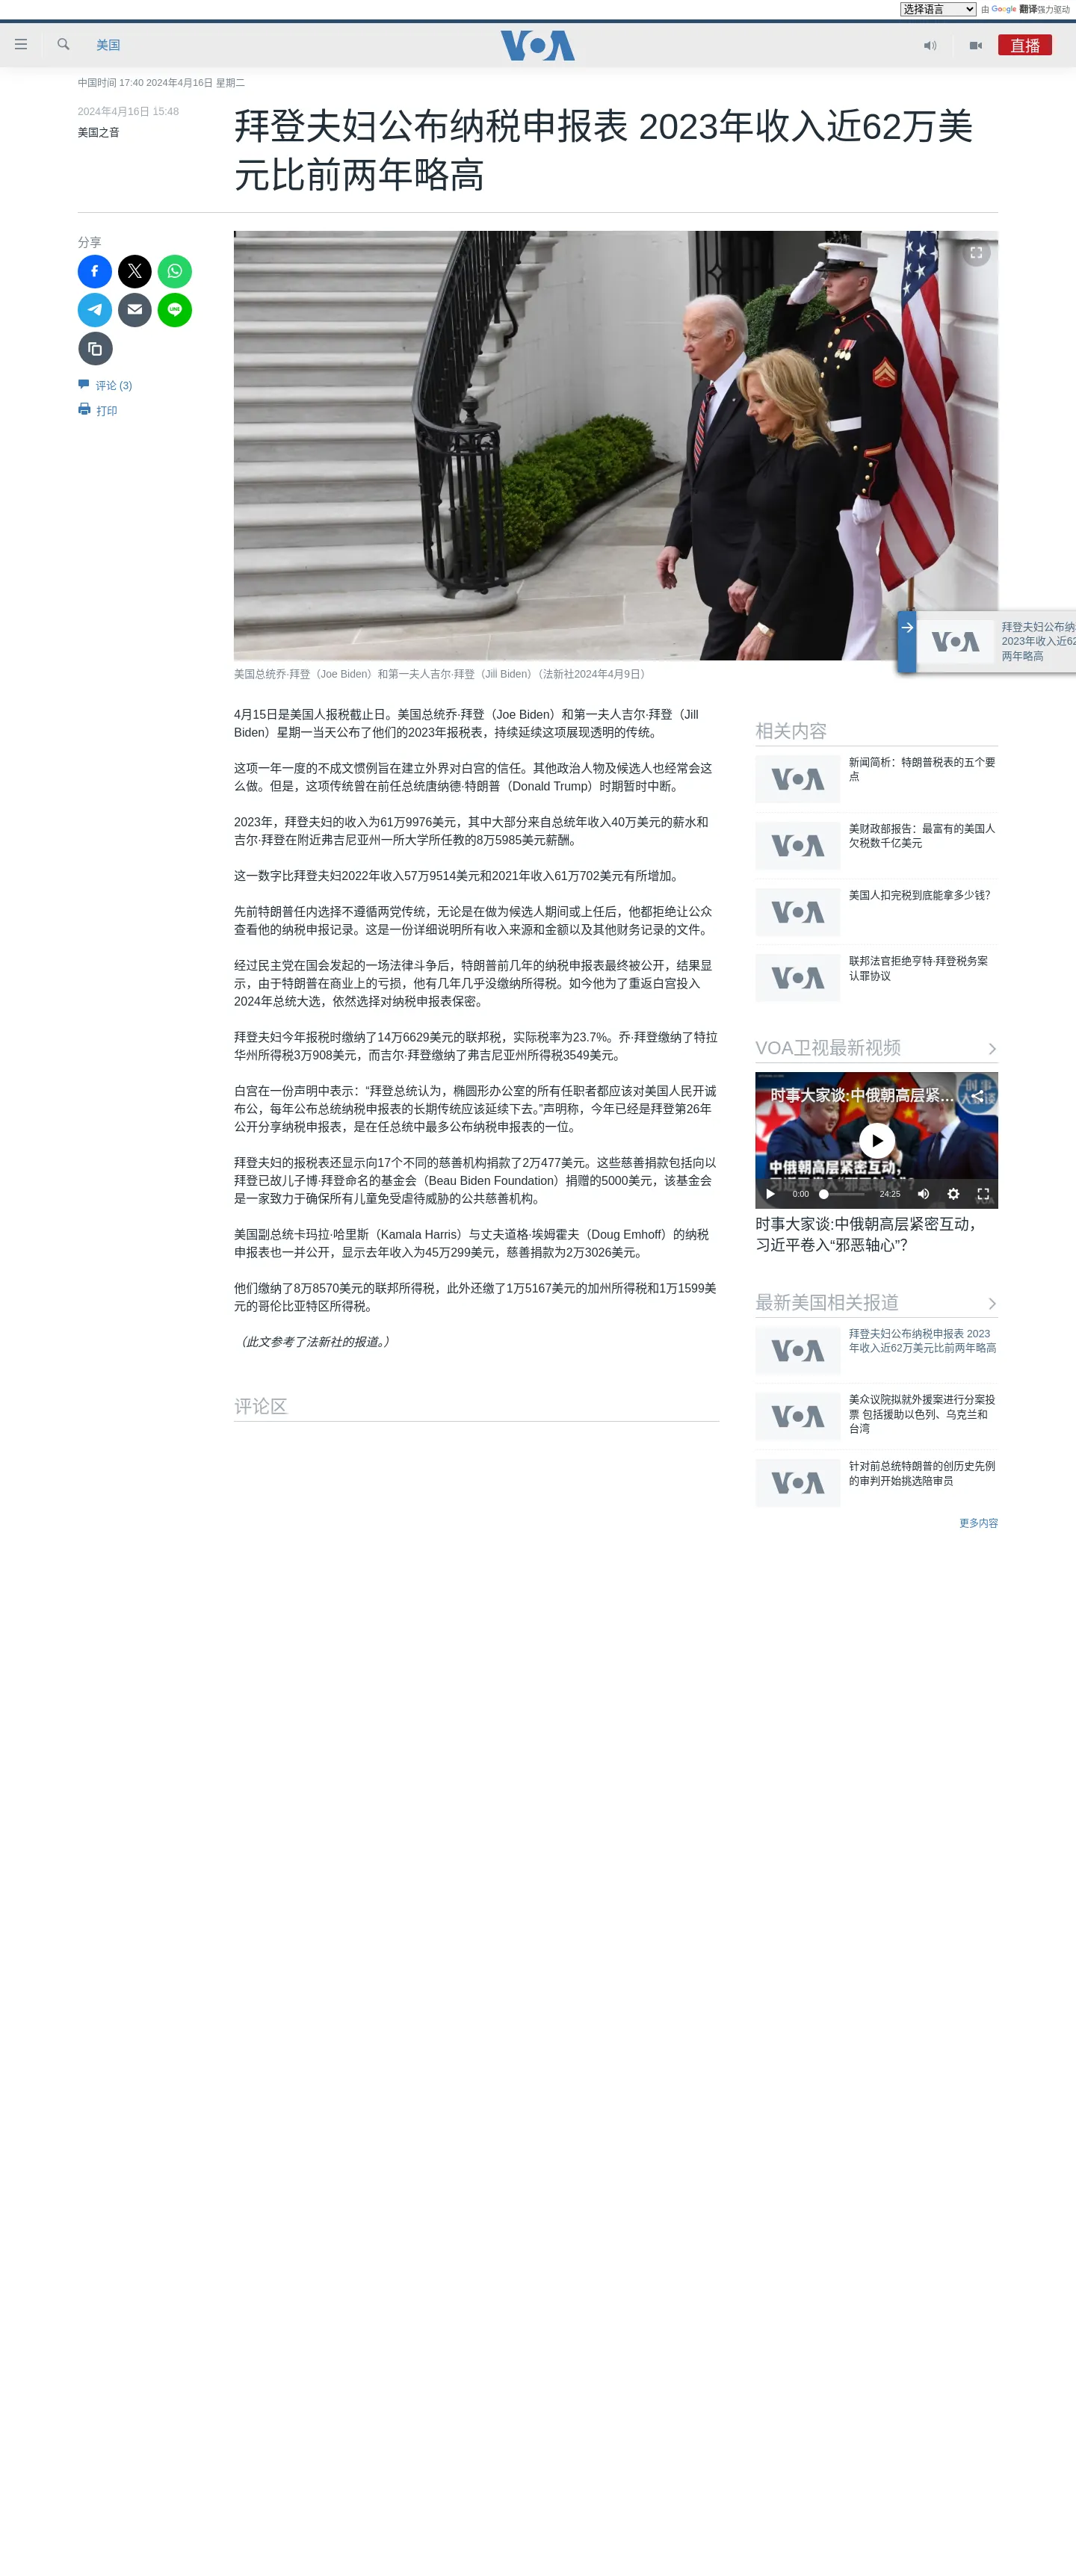 选择语言
由 Google 翻译强力驱动
美国
VOA
直播
中国时间 17:40 2024年4月16日 星期二
2024年4月16日 15:48
美国之音
拜登夫妇公布纳税申报表 2023年收入近62万美
元比前两年略高
分享
评论 (3)
打印
美国总统乔·拜登（Joe Biden）和第一夫人吉尔·拜登（Jill Biden）（法新社2024年4月9日）
拜登夫妇公布纳
2023年收入近62
两年略高
4月15日是美国人报税截止日。美国总统乔·拜登（Joe Biden）和第一夫人吉尔·拜登（Jill
Biden）星期一当天公布了他们的2023年报税表，持续延续这项展现透明的传统。
这项一年一度的不成文惯例旨在建立外界对白宫的信任。其他政治人物及候选人也经常会这
么做。但是，这项传统曾在前任总统唐纳德·特朗普（Donald Trump）时期暂时中断。
2023年，拜登夫妇的收入为61万9976美元，其中大部分来自总统年收入40万美元的薪水和
吉尔·拜登在附近弗吉尼亚州一所大学所任教的8万5985美元薪酬。
这一数字比拜登夫妇2022年收入57万9514美元和2021年收入61万702美元有所增加。
先前特朗普任内选择不遵循两党传统，无论是在做为候选人期间或上任后，他都拒绝让公众
查看他的纳税申报记录。这是一份详细说明所有收入来源和金额以及其他财务记录的文件。
经过民主党在国会发起的一场法律斗争后，特朗普前几年的纳税申报表最终被公开，结果显
示，由于特朗普在商业上的亏损，他有几年几乎没缴纳所得税。如今他为了重返白宫投入
2024年总统大选，依然选择对纳税申报表保密。
拜登夫妇今年报税时缴纳了14万6629美元的联邦税，实际税率为23.7%。乔·拜登缴纳了特拉
华州所得税3万908美元，而吉尔·拜登缴纳了弗吉尼亚州所得税3549美元。
白宫在一份声明中表示：“拜登总统认为，椭圆形办公室的所有任职者都应该对美国人民开诚
布公，每年公布总统纳税申报表的长期传统应该延续下去。”声明称，今年已经是拜登第26年
公开分享纳税申报表，是在任总统中最多公布纳税申报表的一位。
拜登夫妇的报税表还显示向17个不同的慈善机构捐款了2万477美元。这些慈善捐款包括向以
拜登已故儿子博·拜登命名的基金会（Beau Biden Foundation）捐赠的5000美元，该基金会
是一家致力于确保所有儿童免受虐待威胁的公共慈善机构。
美国副总统卡玛拉·哈里斯（Kamala Harris）与丈夫道格·埃姆霍夫（Doug Emhoff）的纳税
申报表也一并公开，显示去年收入为45万299美元，慈善捐款为2万3026美元。
他们缴纳了8万8570美元的联邦所得税，此外还缴了1万5167美元的加州所得税和1万1599美
元的哥伦比亚特区所得税。
（此文参考了法新社的报道。）
评论区
相关内容
新闻简析：特朗普税表的五个要
点
美财政部报告：最富有的美国人
欠税数千亿美元
美国人扣完税到底能拿多少钱？
联邦法官拒绝亨特·拜登税务案
认罪协议
VOA卫视最新视频
时事大家谈:中俄朝高层紧...
时事
大家谈
中俄朝高层紧密互动，
习近平卷入“邪恶轴心”？
0:00
24:25
时事大家谈:中俄朝高层紧密互动，
习近平卷入“邪恶轴心”？
最新美国相关报道
拜登夫妇公布纳税申报表 2023
年收入近62万美元比前两年略高
美众议院拟就外援案进行分案投
票 包括援助以色列、乌克兰和
台湾
针对前总统特朗普的创历史先例
的审判开始挑选陪审员
更多内容